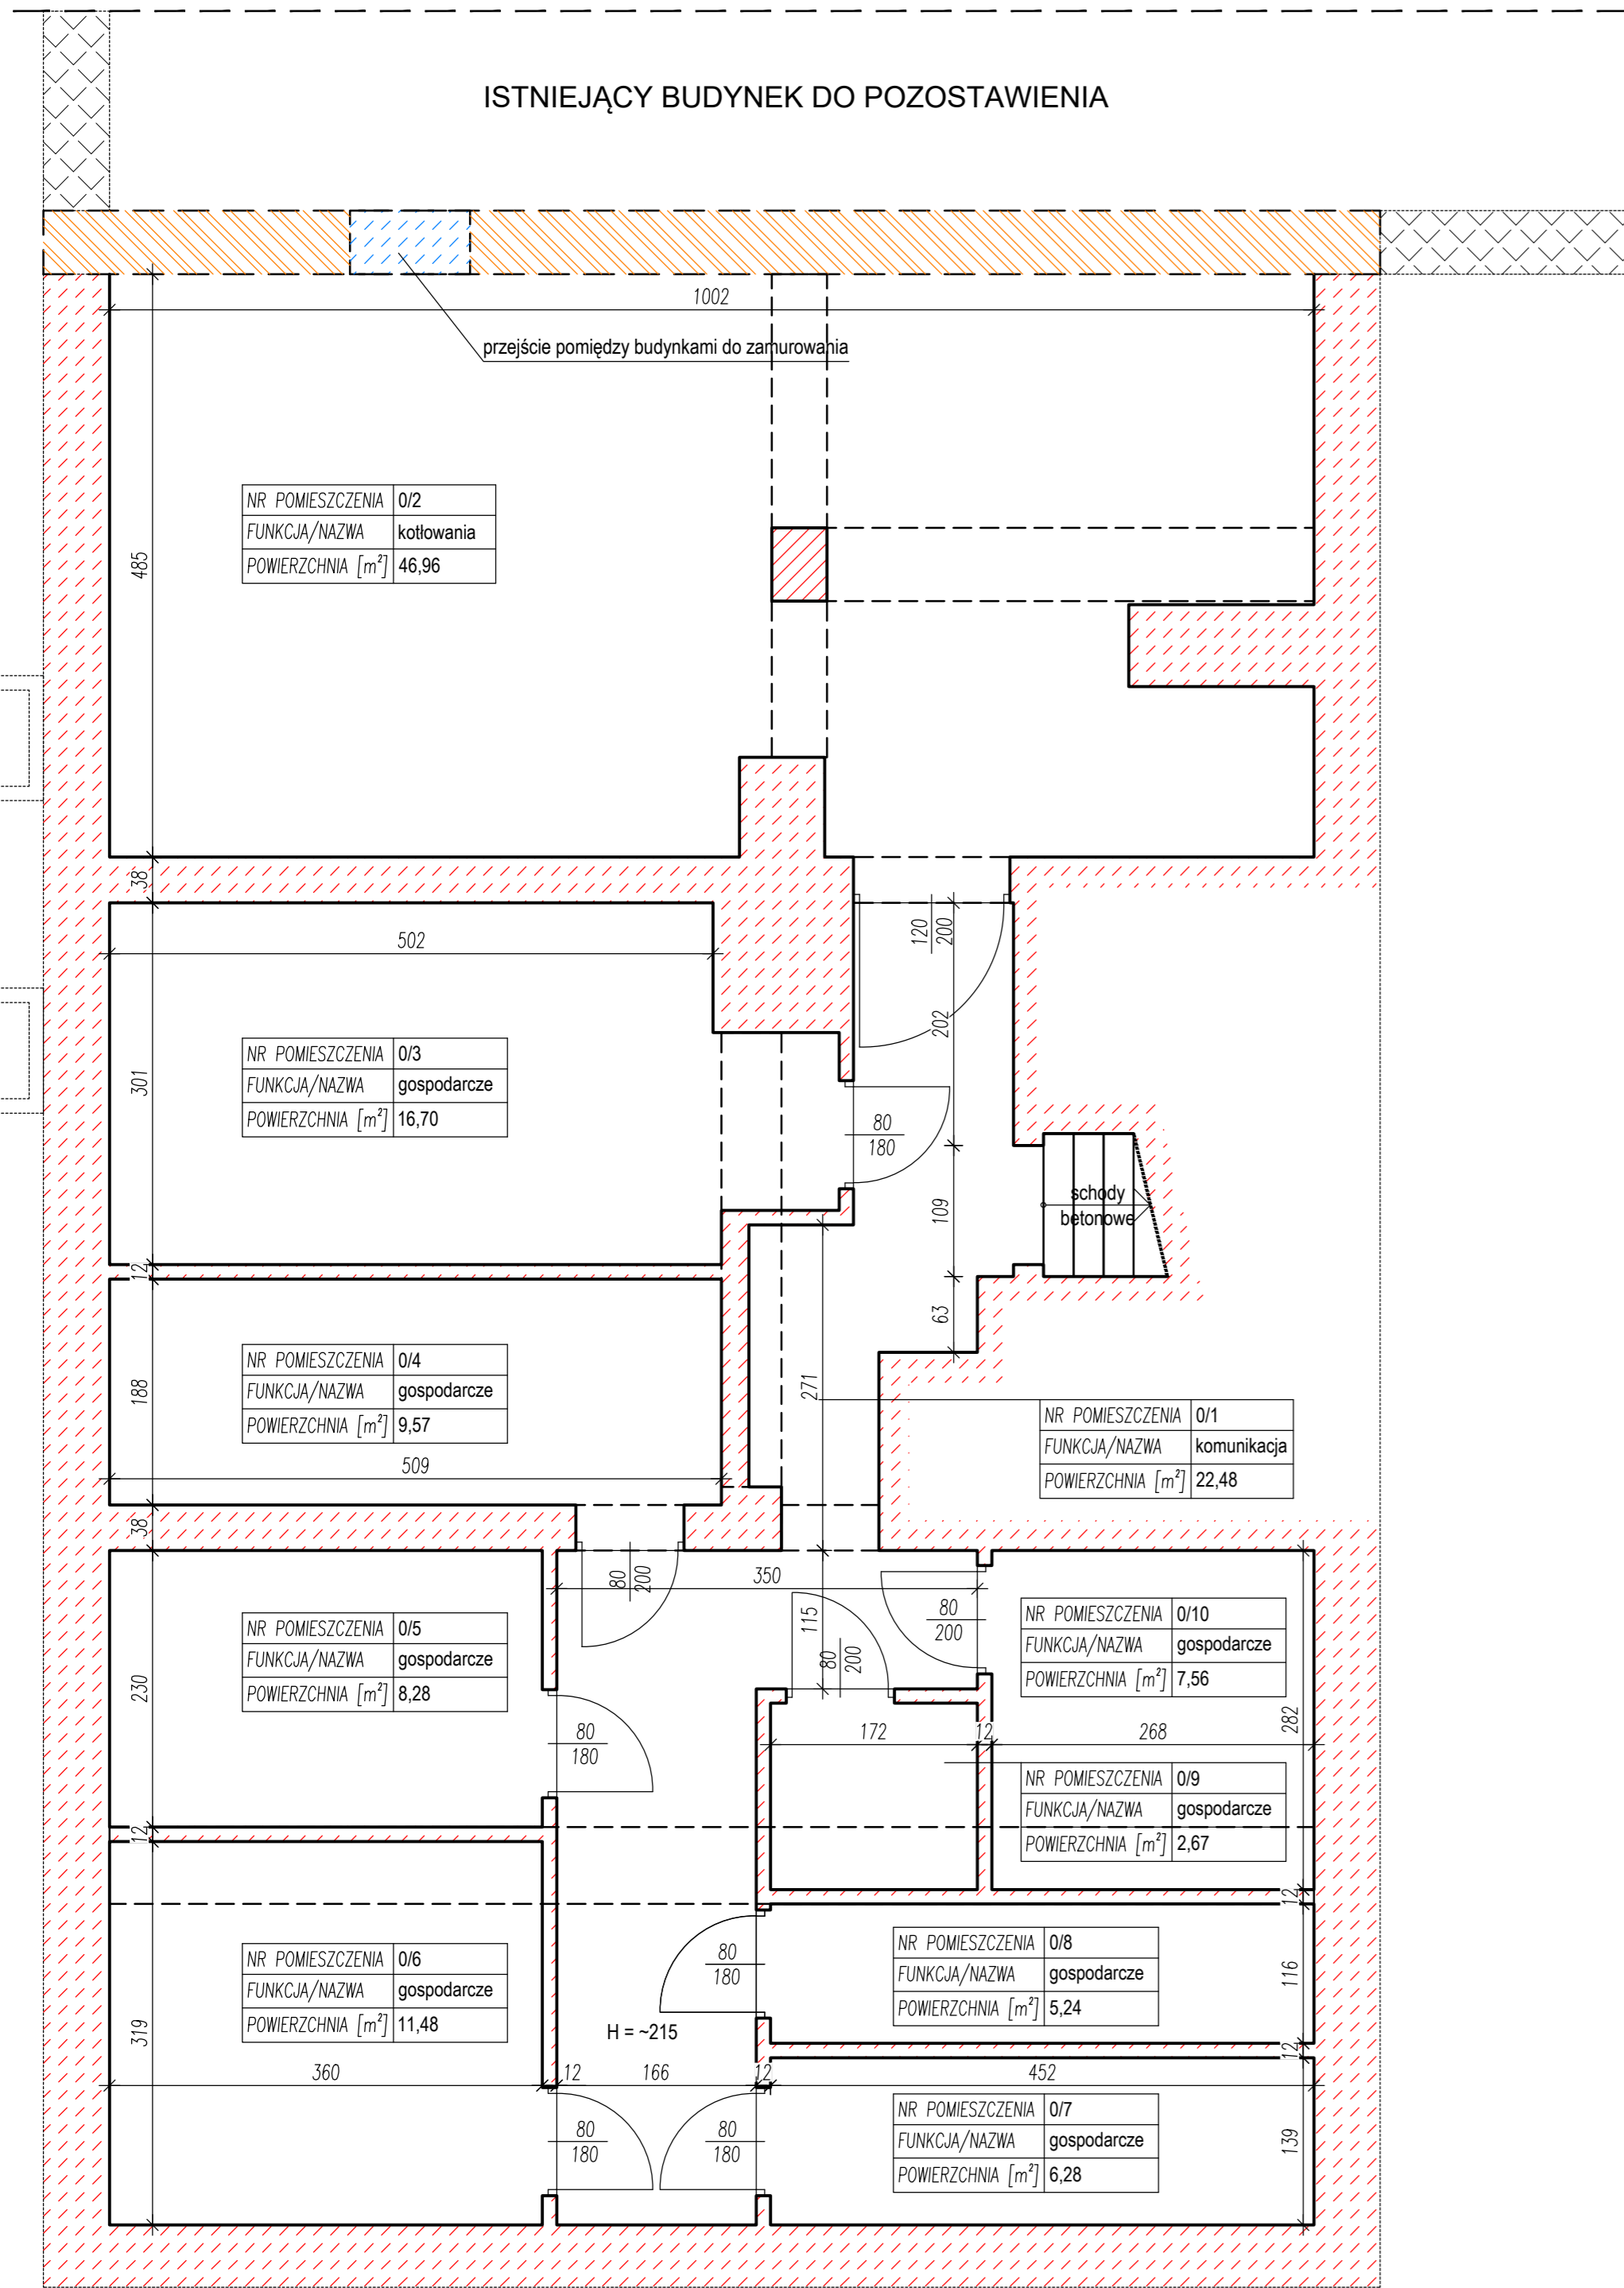 ISTNIEJĄCY BUDYNEK DO POZOSTAWIENIA
1002
przejście pomiędzy budynkami do zamurowania
NR POMIESZCZENIA 0/2
FUNKCJA/NAZWA kotłowania
POWIERZCHNIA [m²] 46,96
485
38
120
200
502
202
NR POMIESZCZENIA 0/3
FUNKCJA/NAZWA gospodarcze
POWIERZCHNIA [m²] 16,70
301
80
180
schody
betonowe
109
12
63
NR POMIESZCZENIA 0/4
FUNKCJA/NAZWA gospodarcze
POWIERZCHNIA [m²] 9,57
188
271
NR POMIESZCZENIA 0/1
FUNKCJA/NAZWA komunikacja
POWIERZCHNIA [m²] 22,48
509
38
80
200
350
115
80
200
80
200
NR POMIESZCZENIA 0/5
FUNKCJA/NAZWA gospodarcze
POWIERZCHNIA [m²] 8,28
230
NR POMIESZCZENIA 0/10
FUNKCJA/NAZWA gospodarcze
POWIERZCHNIA [m²] 7,56
282
80
180
172
12
268
NR POMIESZCZENIA 0/9
FUNKCJA/NAZWA gospodarcze
POWIERZCHNIA [m²] 2,67
12
12
NR POMIESZCZENIA 0/6
FUNKCJA/NAZWA gospodarcze
POWIERZCHNIA [m²] 11,48
319
80
180
NR POMIESZCZENIA 0/8
FUNKCJA/NAZWA gospodarcze
POWIERZCHNIA [m²] 5,24
116
H = ~215
12
360
12
166
12
452
80
180
80
180
NR POMIESZCZENIA 0/7
FUNKCJA/NAZWA gospodarcze
POWIERZCHNIA [m²] 6,28
139